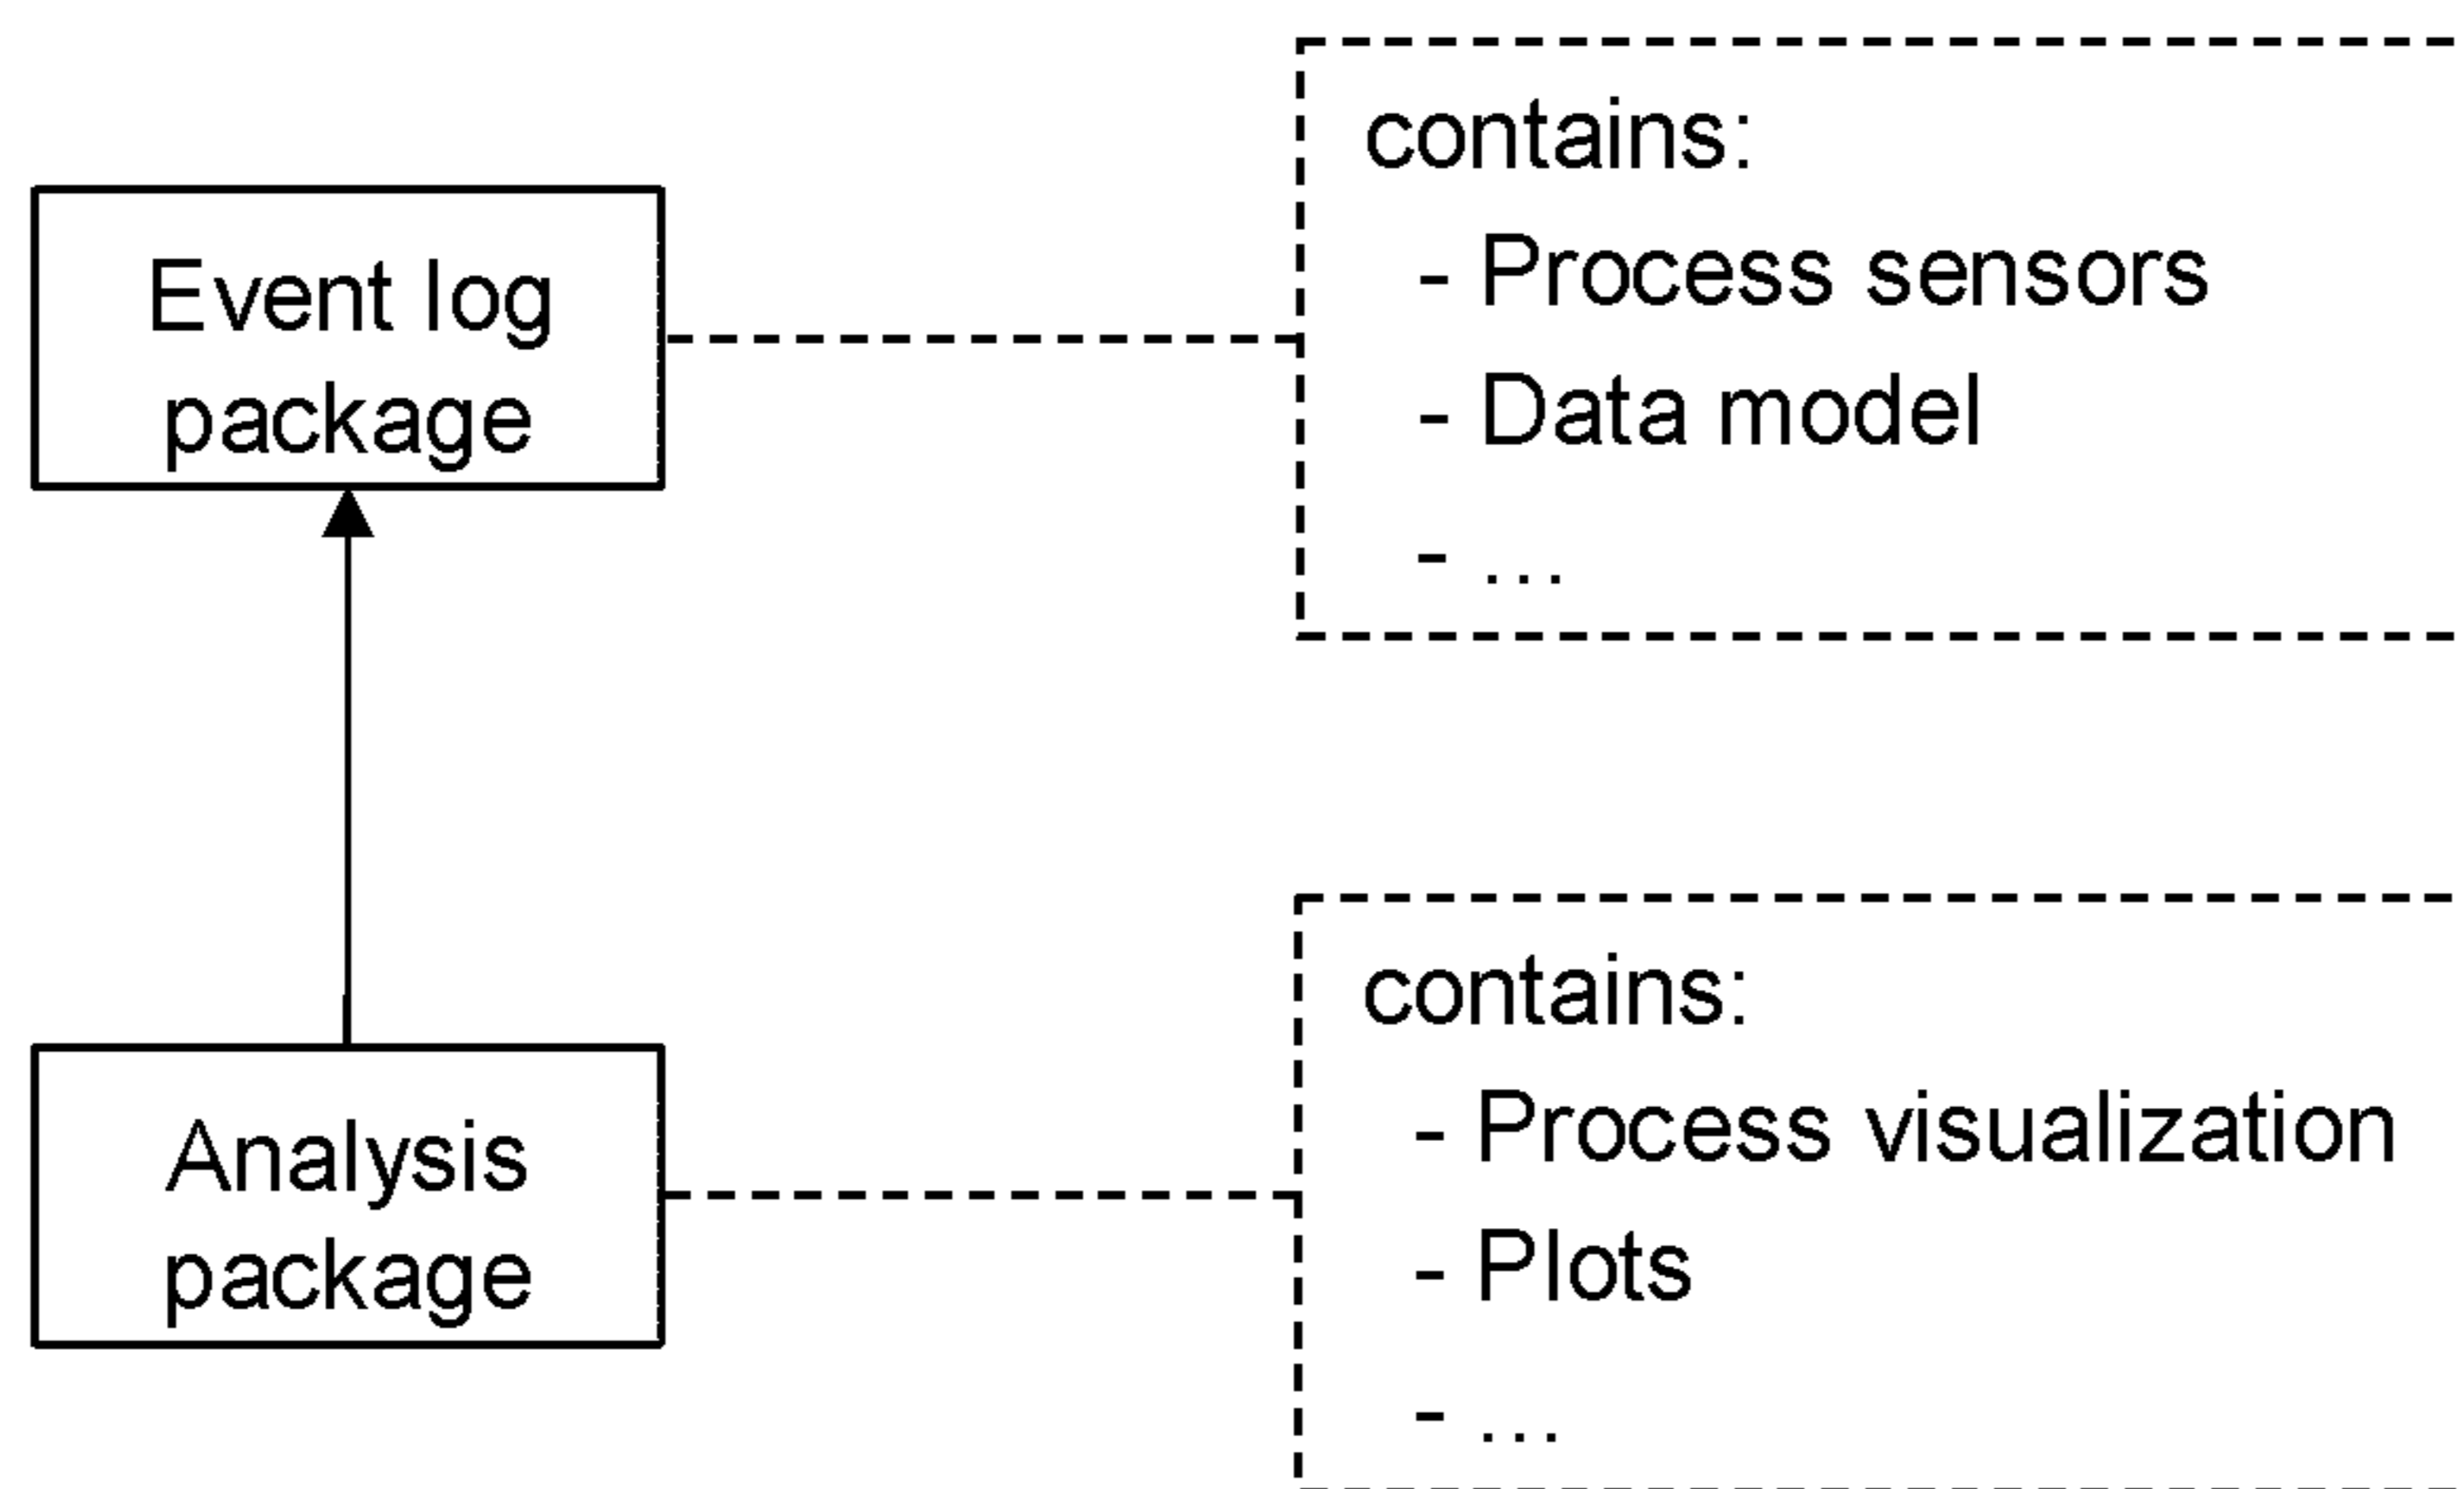 Event log
package
contains:
- Process sensors
- Data model
- ...
Analysis
package
contains:
- Process visualization
- Plots
- ...